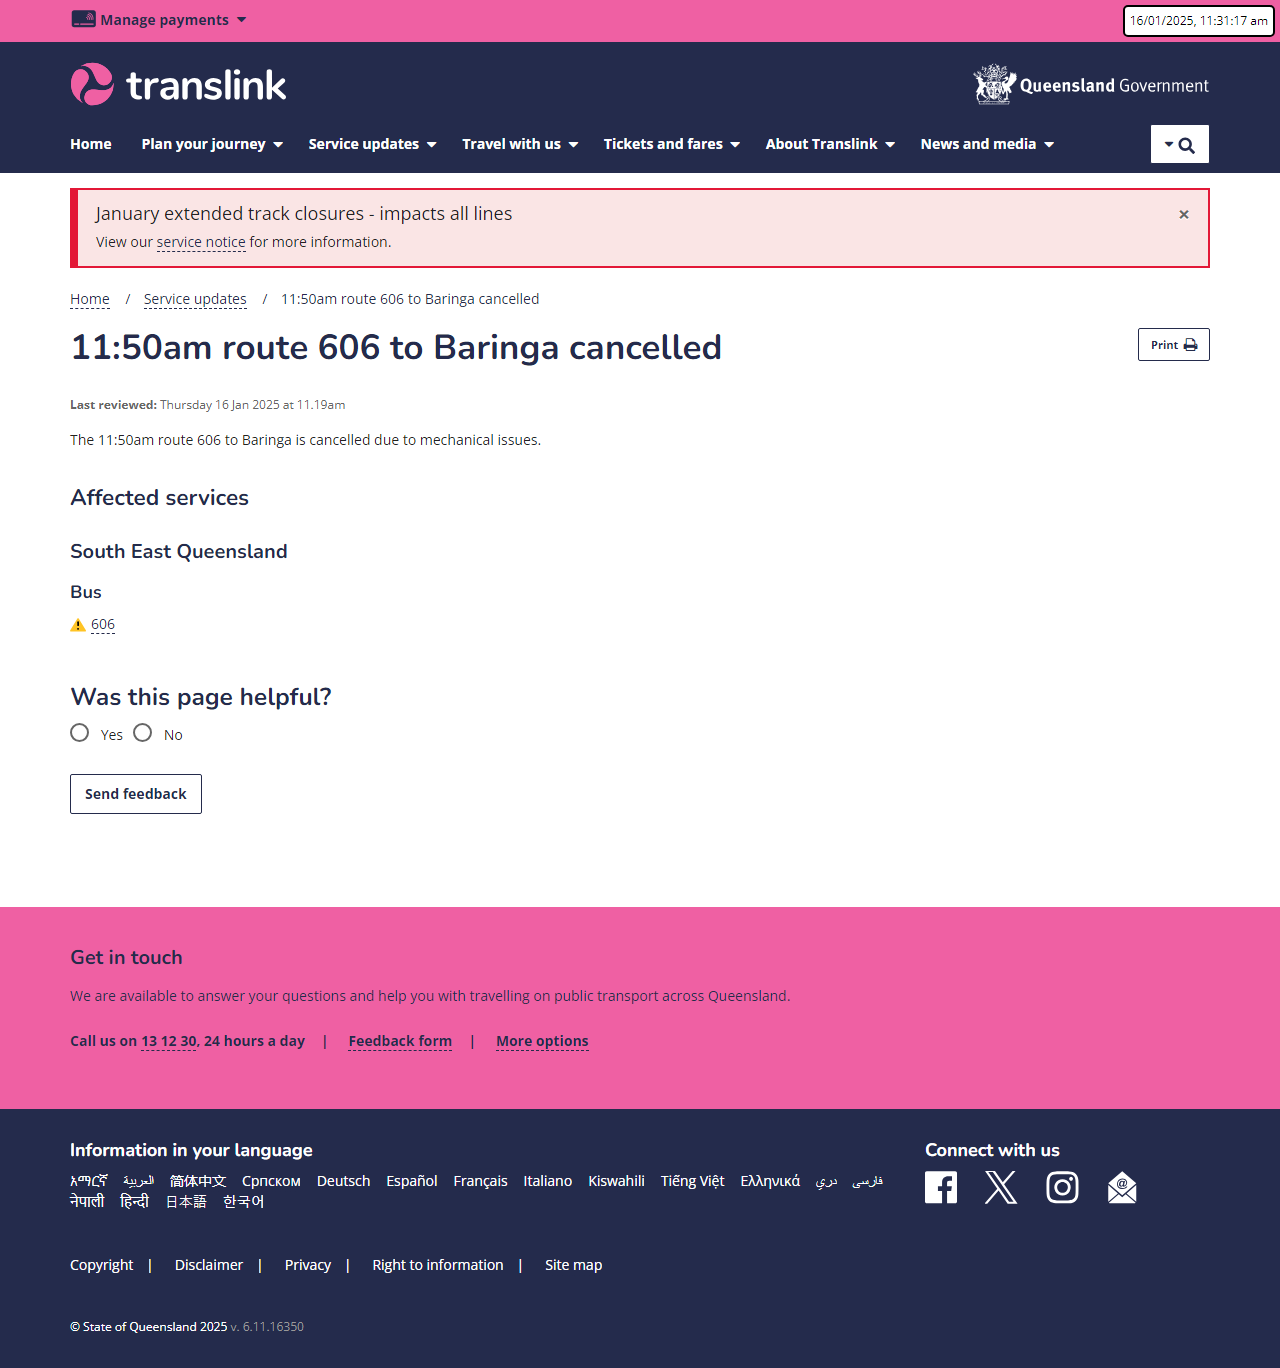 Manage payments
16/01/2025, 11:31:17 am
translink
Queensland Government
Home Plan your journey Service updates Travel with us Tickets and fares About Translink News and media
January extended track closures - impacts all lines
×
View our service notice for more information.
Home / Service updates / 11:50am route 606 to Baringa cancelled
11:50am route 606 to Baringa cancelled
Print
Last reviewed: Thursday 16 Jan 2025 at 11.19am
The 11:50am route 606 to Baringa is cancelled due to mechanical issues.
Affected services
South East Queensland
Bus
606
Was this page helpful?
Yes No
Send feedback
Get in touch
We are available to answer your questions and help you with travelling on public transport across Queensland.
Call us on 13 12 30, 24 hours a day | Feedback form | More options
Information in your language
Connect with us
አማርኛ العربية 简体中文 Српском Deutsch Español Français Italiano Kiswahili Tiếng Việt Ελληνικά دري فارسی
नेपाली हिन्दी 日本語 한국어
Copyright | Disclaimer | Privacy | Right to information | Site map
© State of Queensland 2025 v. 6.11.16350